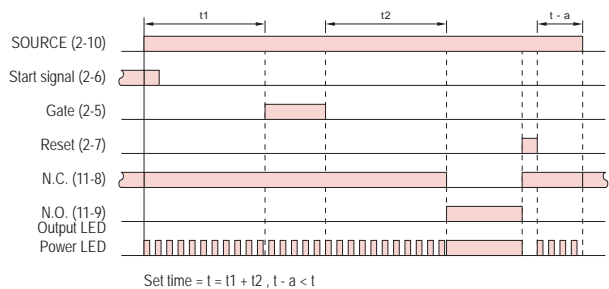 t1
t2
t - a
SOURCE (2-10)
Start signal (2-6)
Gate (2-5)
Reset (2-7)
N.C. (11-8)
N.O. (11-9)
Output LED
Power LED
Set time = t = t1 + t2 , t - a < t